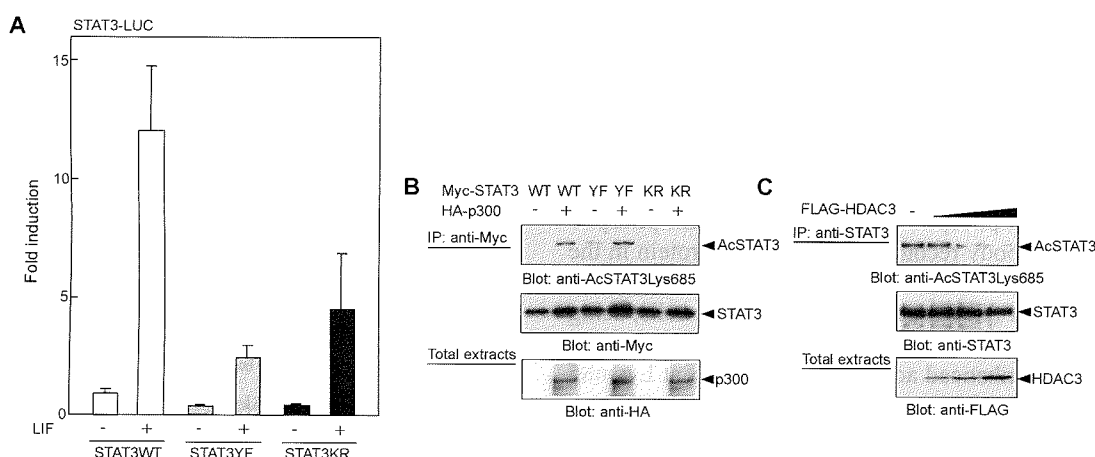 A
STAT3-LUC
Fold induction
15
10
5
0
LIF - + - + - +
STAT3WT STAT3YF STAT3KR
B
Myc-STAT3 WT WT YF YF KR KR
HA-p300 - + - + - +
IP: anti-Myc
AcSTAT3
Blot: anti-AcSTAT3Lys685
STAT3
Blot: anti-Myc
Total extracts
p300
Blot: anti-HA
C
FLAG-HDAC3 -
IP: anti-STAT3
AcSTAT3
Blot: anti-AcSTAT3Lys685
STAT3
Blot: anti-STAT3
Total extracts
HDAC3
Blot: anti-FLAG